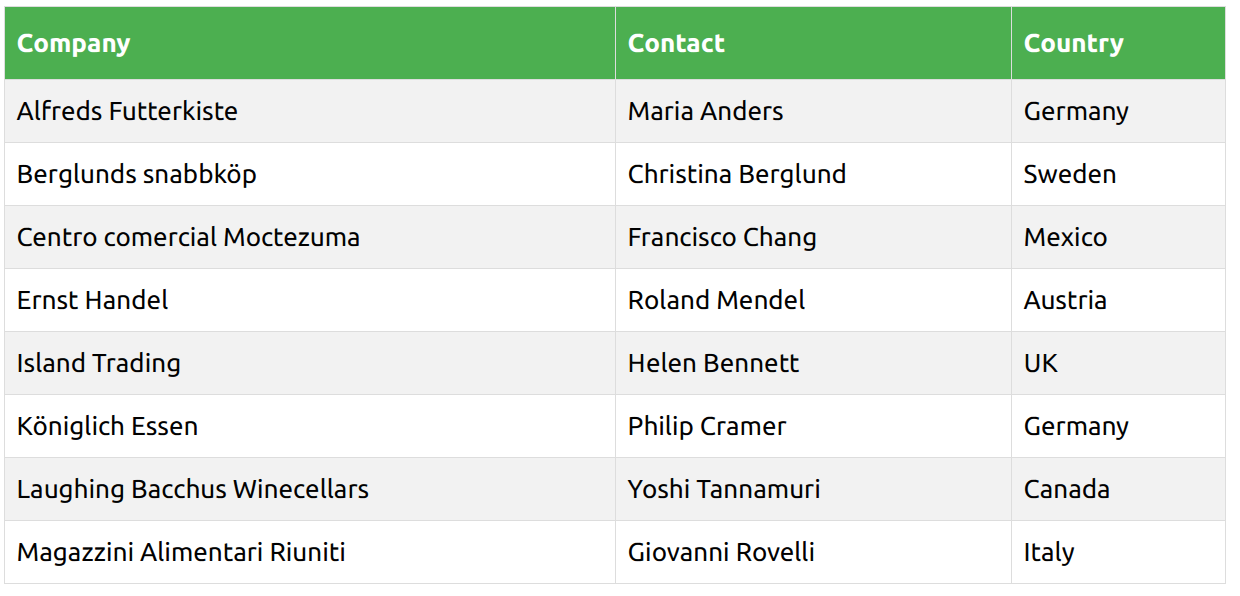 Company Contact Country
Alfreds Futterkiste Maria Anders Germany
Berglunds snabbköp Christina Berglund Sweden
Centro comercial Moctezuma Francisco Chang Mexico
Ernst Handel Roland Mendel Austria
Island Trading Helen Bennett UK
Königlich Essen Philip Cramer Germany
Laughing Bacchus Winecellars Yoshi Tannamuri Canada
Magazzini Alimentari Riuniti Giovanni Rovelli Italy